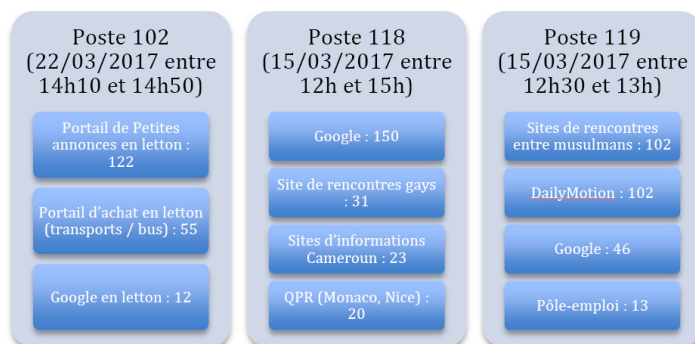 Poste 102
(22/03/2017 entre
14h10 et 14h50)
Portail de Petites
annonces en letton :
122
Portail d'achat en letton
(transports / bus) : 55
Google en letton : 12
Poste 118
(15/03/2017 entre
12h et 15h)
Google : 150
Site de rencontres gays
: 31
Sites d'informations
Cameroun : 23
QPR (Monaco, Nice) :
20
Poste 119
(15/03/2017 entre
12h30 et 13h)
Sites de rencontres
entre musulmans : 102
DailyMotion : 102
Google : 46
Pôle-emploi : 13